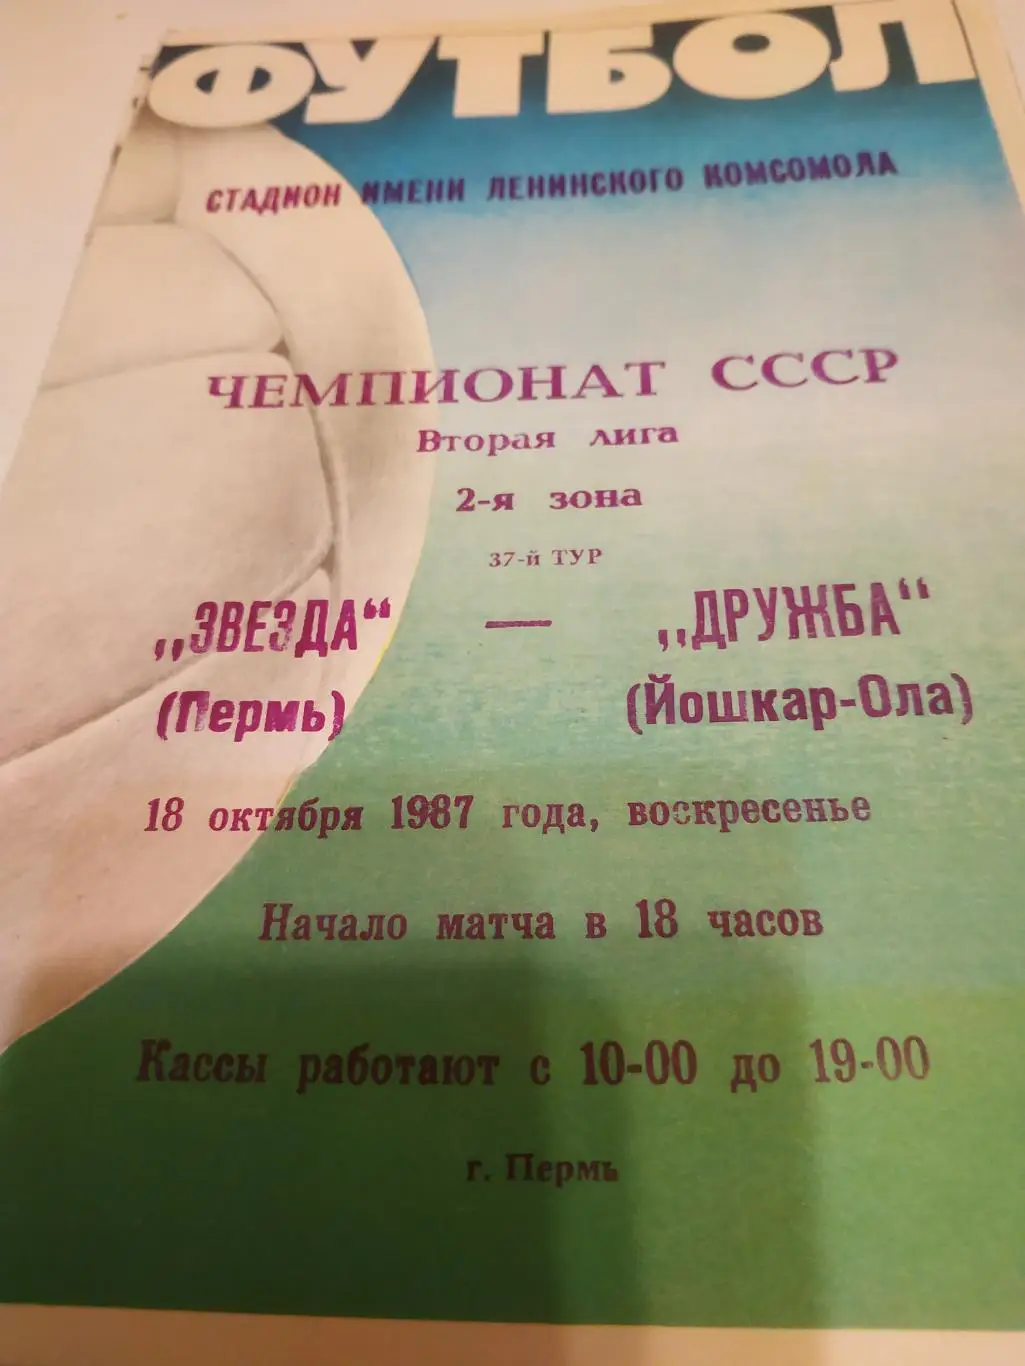 ФУТБОЛ
СТАДИОН ИМЕНИ ЛЕНИНСКОГО КОМСОМОЛА
ЧЕМПИОНАТ СССР
Вторая лига
2-я зона
37-й ТУР
„ЗВЕЗДА“ — „ДРУЖБА“
(Пермь) (Йошкар-Ола)
18 октября 1987 года, воскресенье
Начало матча в 18 часов
Кассы работают с 10-00 до 19-00
г. Пермь